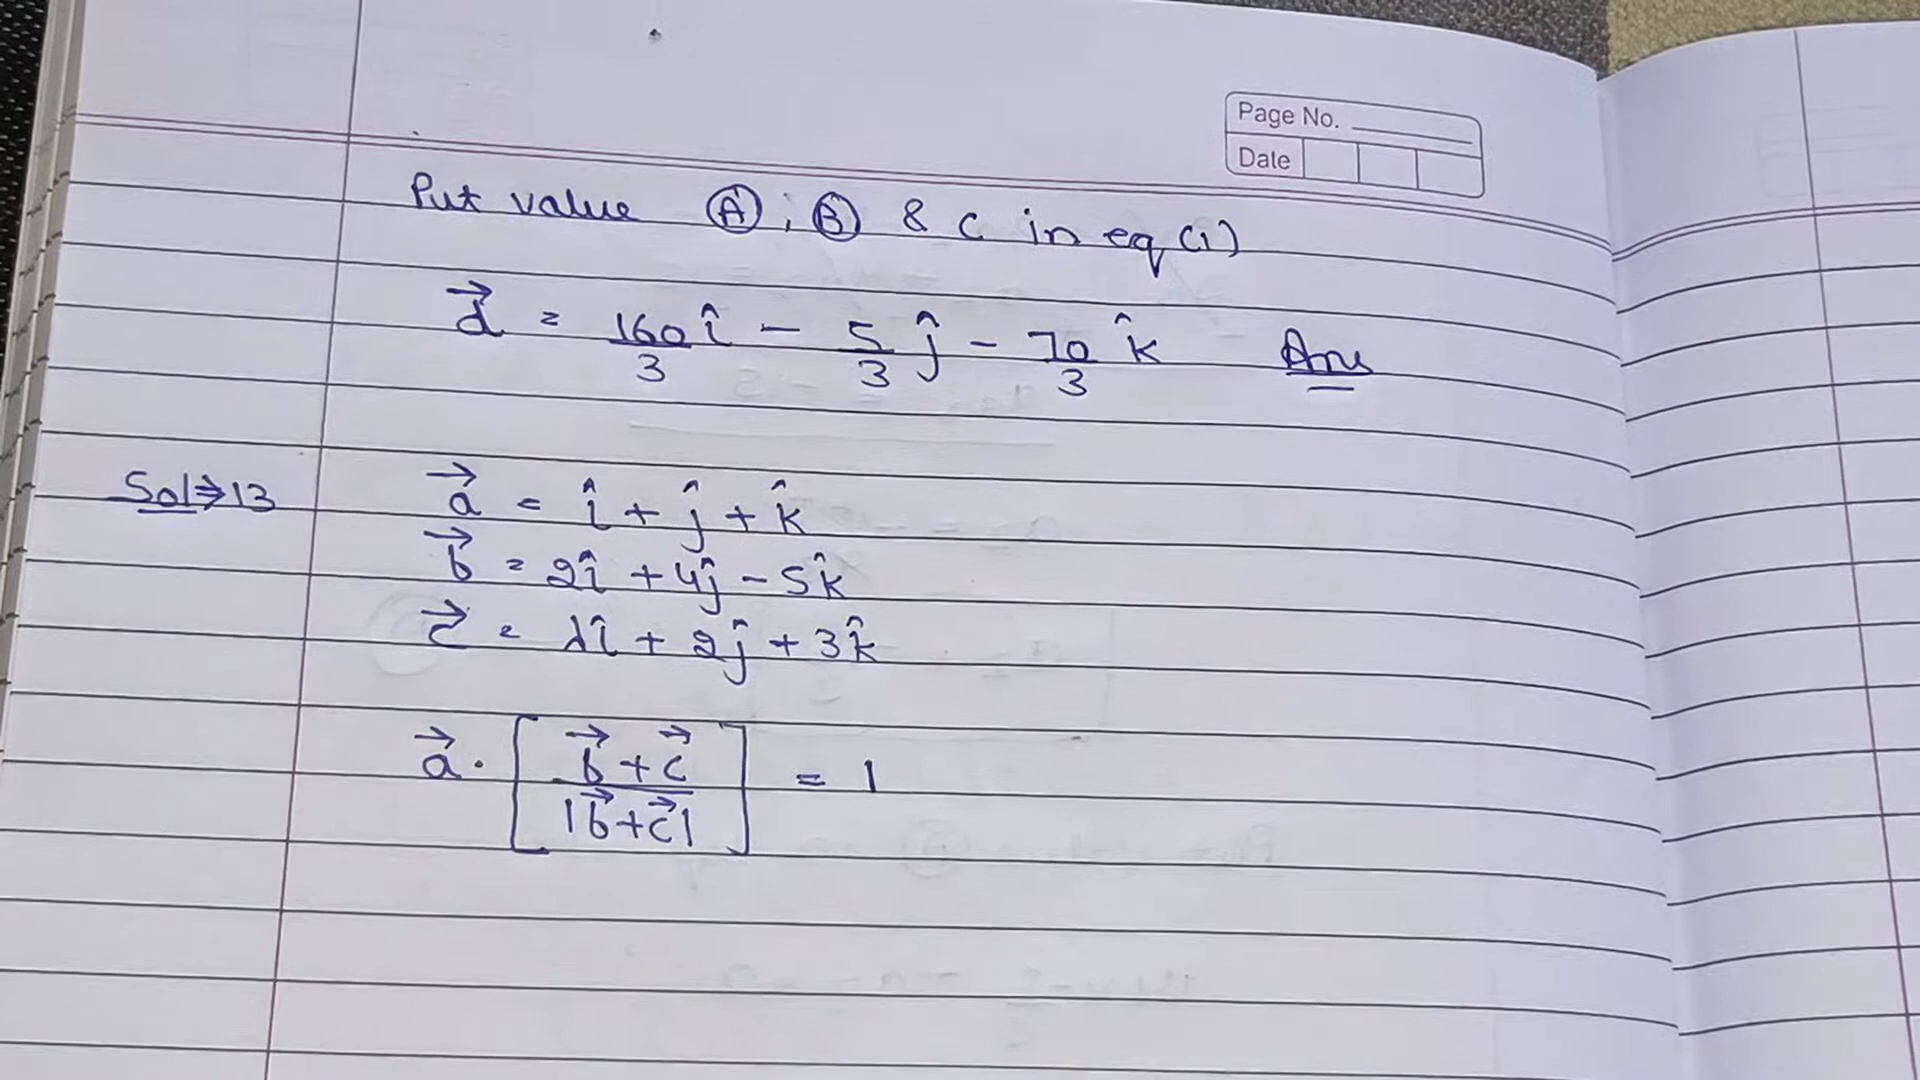 Page No.
Date
Put value Ⓐ, Ⓑ & C in eq (i)
d⃗ = 160/3 î - 5/3 ĵ - 70/3 k̂ Ans
Sol⇒13 a⃗ = î + ĵ + k̂
b⃗ = 2î + 4ĵ - 5k̂
c⃗ = λî + 2ĵ + 3k̂
a⃗ · [ (b⃗ + c⃗) / |b⃗ + c⃗| ] = 1